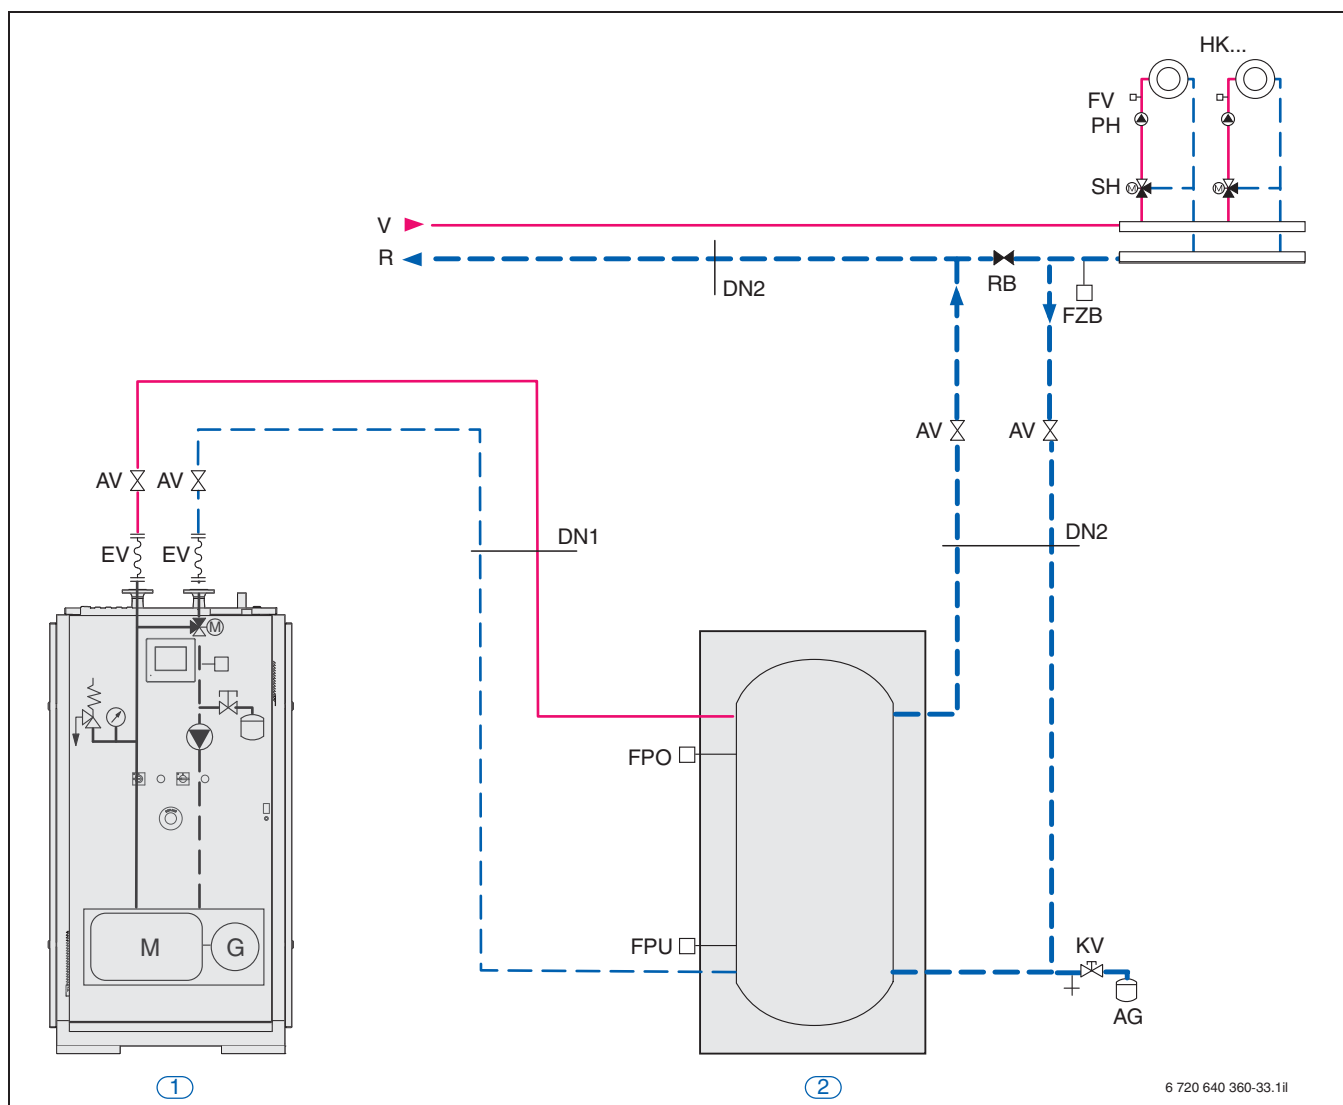 HK...
FV
PH
SH M M
V
R
DN2
RB
FZB
AV AV
AV AV
DN1
DN2
EV EV
M
FPO
FPU
M G
KV
AG
1
2
6 720 640 360-33.1il